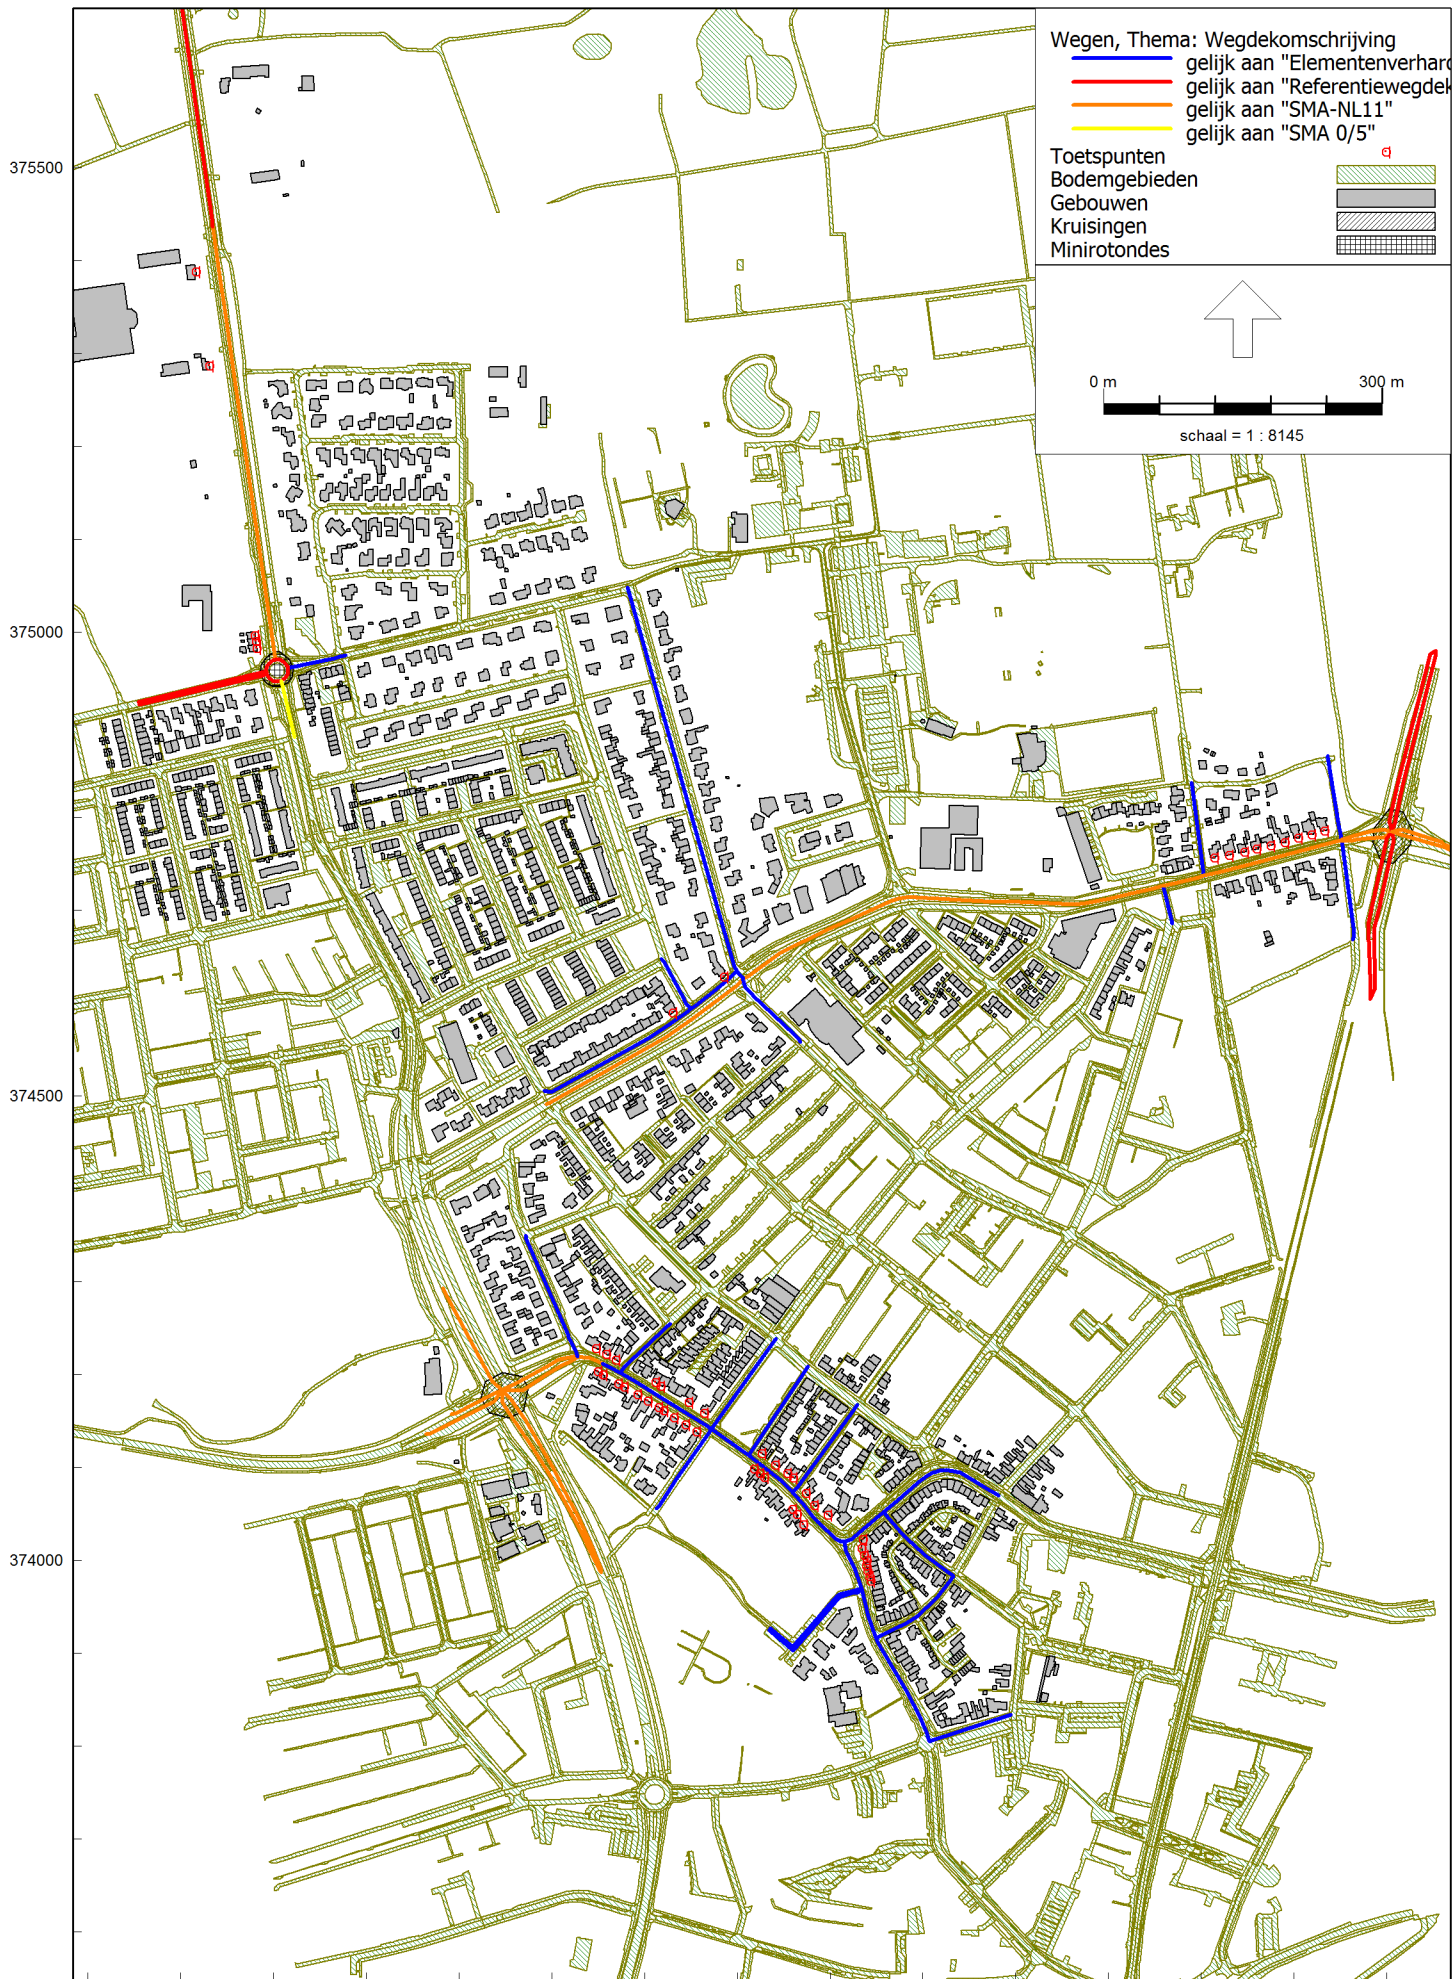 Wegen, Thema: Wegdekomschrijving
gelijk aan "Elementenverhard
gelijk aan "Referentiewegdek
gelijk aan "SMA-NL11"
gelijk aan "SMA 0/5"
Toetspunten
Bodemgebieden
Gebouwen
Kruisingen
Minirotondes
0 m 300 m
schaal = 1 : 8145
375500
375000
374500
374000